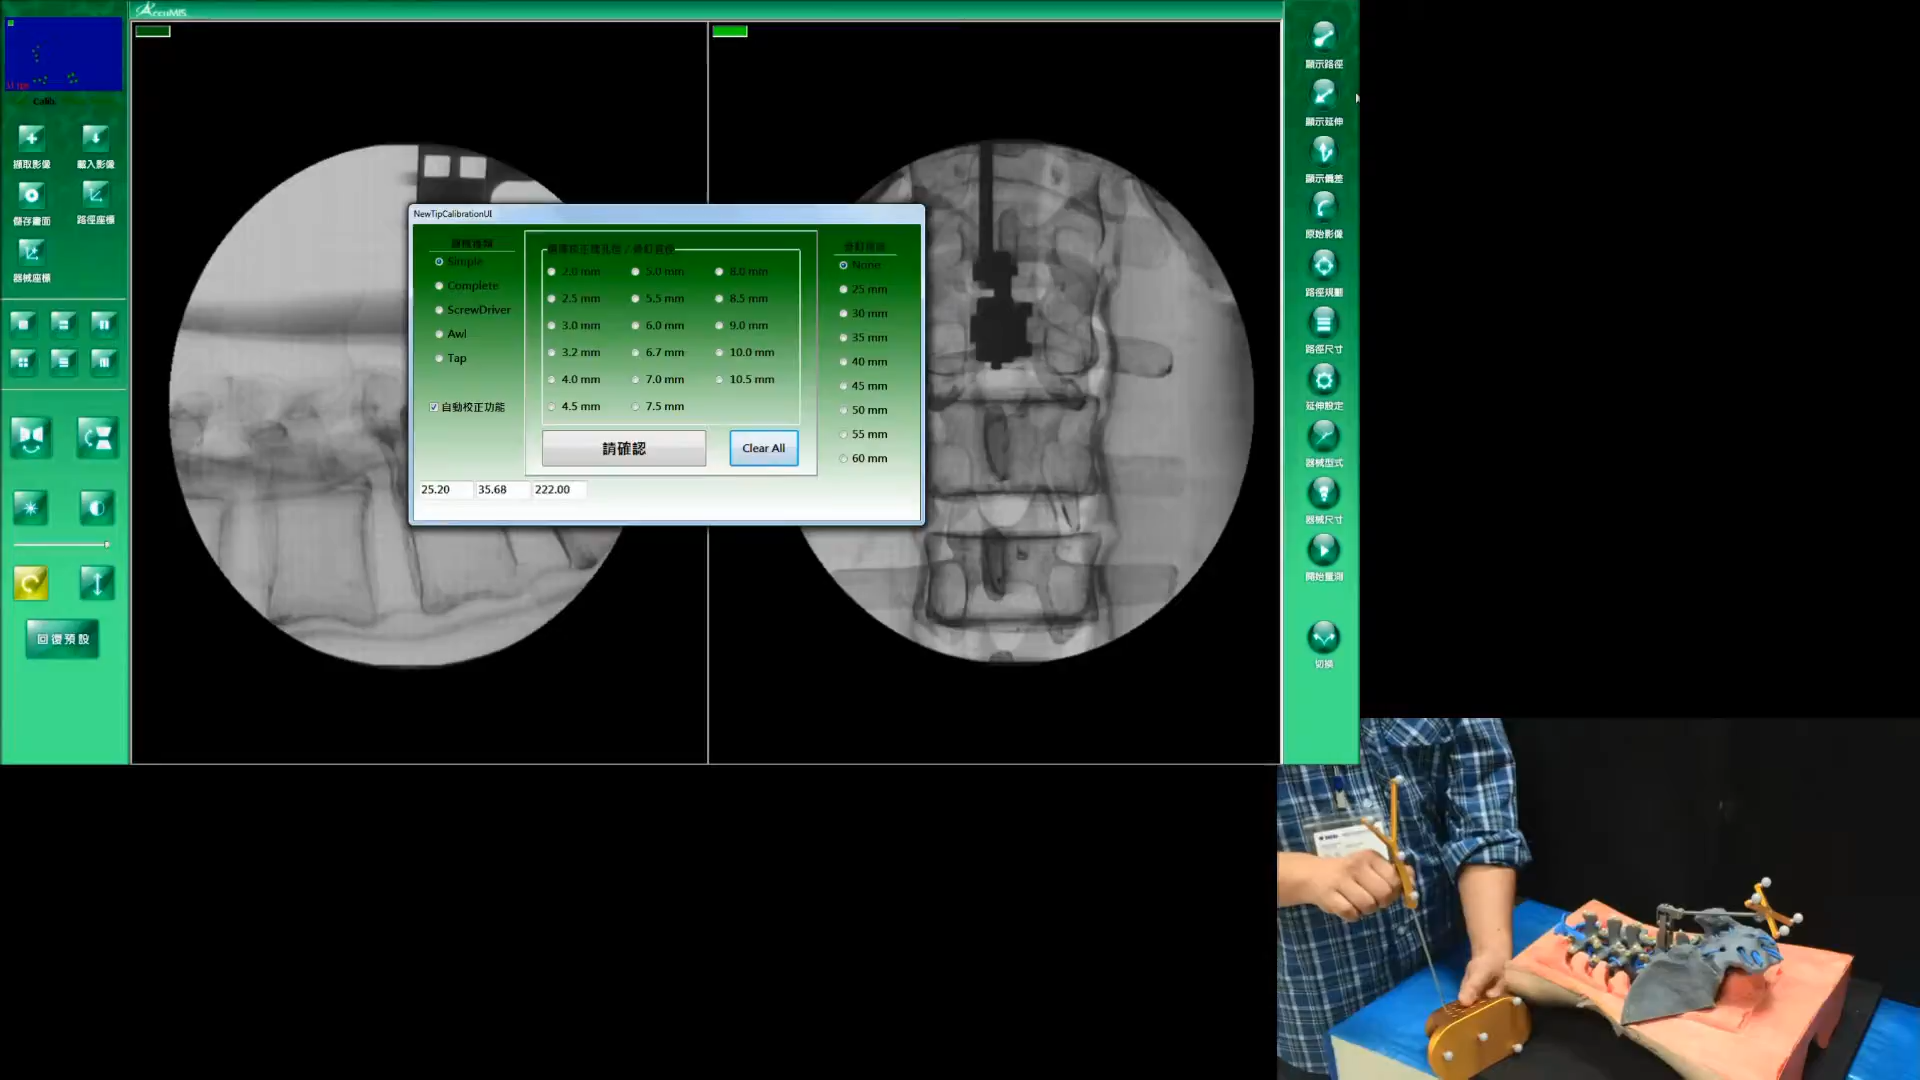 AccuMIS
Calib.
擷取影像
載入影像
儲存畫面
路徑座標
器械座標
回復預設
NewTipCalibrationUI
Simple
Complete
ScrewDriver
Awl
Tap
自動校正功能
2.0 mm
5.0 mm
8.0 mm
2.5 mm
5.5 mm
8.5 mm
3.0 mm
6.0 mm
9.0 mm
3.2 mm
6.7 mm
10.0 mm
4.0 mm
7.0 mm
10.5 mm
4.5 mm
7.5 mm
請確認
Clear All
None
25 mm
30 mm
35 mm
40 mm
45 mm
50 mm
55 mm
60 mm
25.20
35.68
222.00
顯示路徑
顯示延伸
顯示偏差
原始影像
路徑規劃
路徑尺寸
延伸設定
器械型式
器械尺寸
開始量測
切換